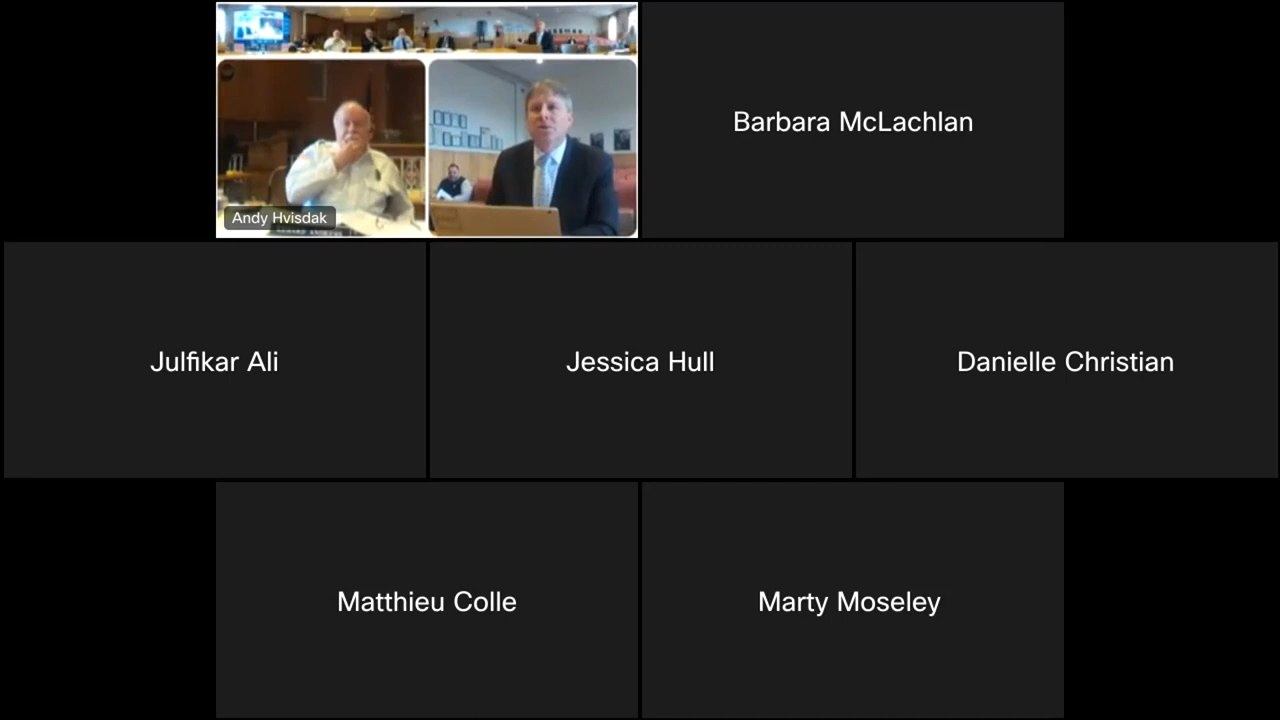 Barbara McLachlan
Andy Hvisdak
Julfikar Ali
Jessica Hull
Danielle Christian
Matthieu Colle
Marty Moseley